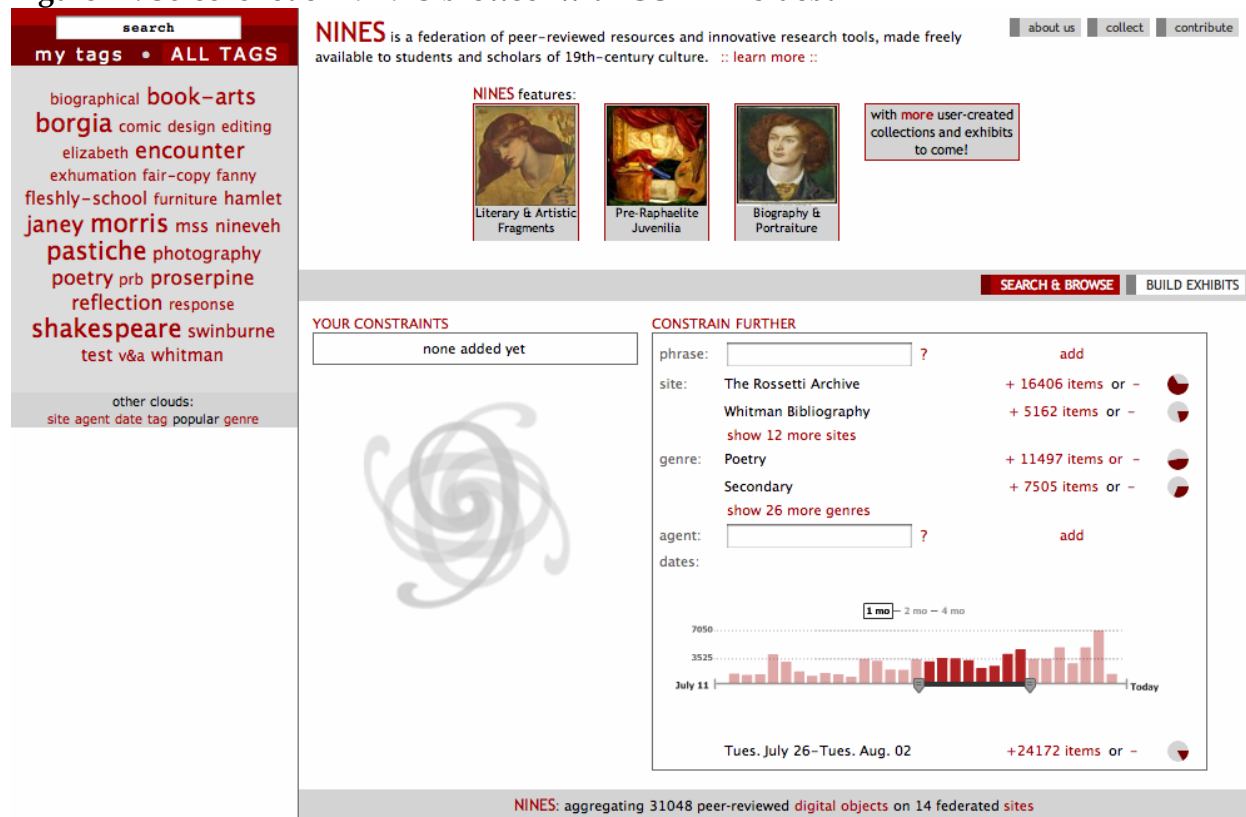 search
my tags • ALL TAGS
biographical book-arts
borgia comic design editing
elizabeth encounter
exhumation fair-copy fanny
fleshly-school furniture hamlet
janey morris mss nineveh
pastiche photography
poetry prb proserpine
reflection response
shakespeare swinburne
test v&a whitman
other clouds:
site agent date tag popular genre
NINES is a federation of peer-reviewed resources and innovative research tools, made freely
available to students and scholars of 19th-century culture. :: learn more ::
about us collect contribute
NINES features:
Literary & Artistic
Fragments
Pre-Raphaelite
Juvenilia
Biography &
Portraiture
with more user-created
collections and exhibits
to come!
SEARCH & BROWSE BUILD EXHIBITS
YOUR CONSTRAINTS
none added yet
CONSTRAIN FURTHER
phrase: ? add
site: The Rossetti Archive + 16406 items or -
Whitman Bibliography + 5162 items or -
show 12 more sites
genre: Poetry + 11497 items or -
Secondary + 7505 items or -
show 26 more genres
agent: ? add
dates:
1 mo - 2 mo - 4 mo
7050
3525
July 11 Today
Tues. July 26-Tues. Aug. 02 +24172 items or -
NINES: aggregating 31048 peer-reviewed digital objects on 14 federated sites